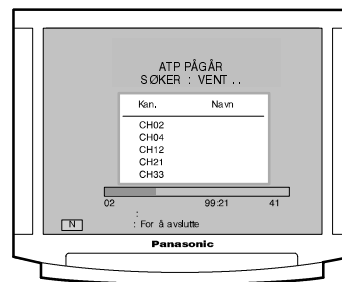 ATP PÅGÅR
SØKER : VENT . .
Kan. Navn
CH02
CH04
CH12
CH21
CH33
02 99:21 41
:
N : For å avslutte
Panasonic